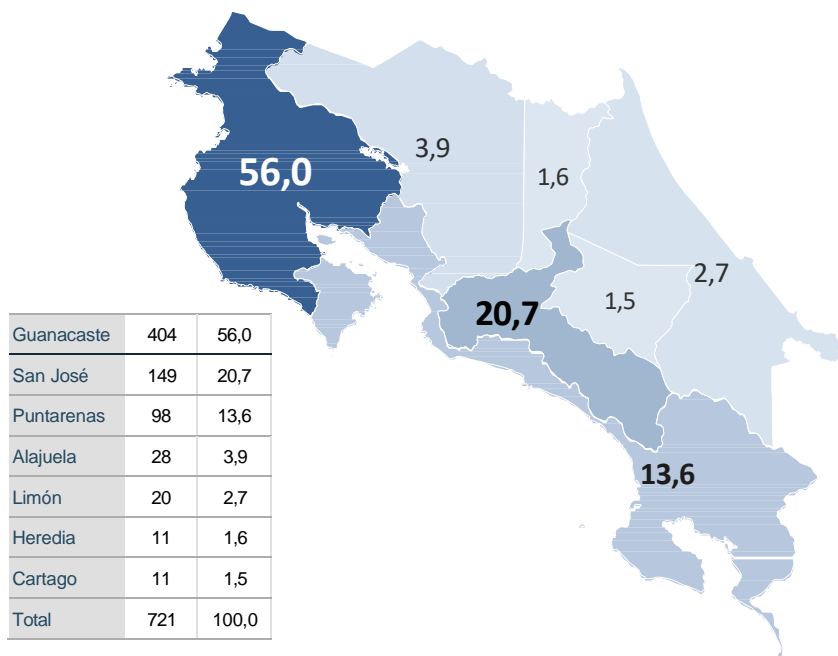 56,0
3,9
1,6
2,7
1,5
20,7
13,6
Guanacaste 404 56,0
San José 149 20,7
Puntarenas 98 13,6
Alajuela 28 3,9
Limón 20 2,7
Heredia 11 1,6
Cartago 11 1,5
Total 721 100,0